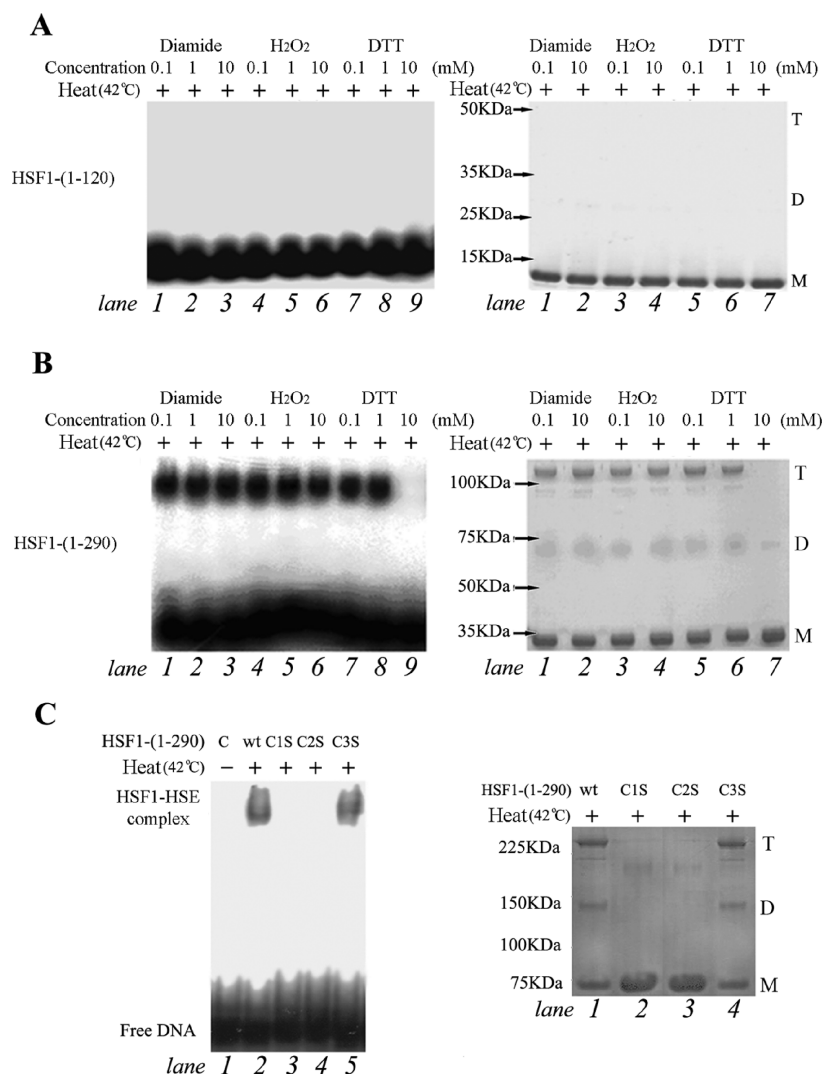 A
Diamide H2O2 DTT
Concentration 0.1 1 10 0.1 1 10 0.1 1 10 (mM)
Heat(42°C) + + + + + + + + +
HSF1-(1-120)
lane 1 2 3 4 5 6 7 8 9
Diamide H2O2 DTT
0.1 10 0.1 10 0.1 1 10 (mM)
Heat(42°C) + + + + + + +
50KDa
T
35KDa
D
25KDa
15KDa
M
lane 1 2 3 4 5 6 7
B
Diamide H2O2 DTT
Concentration 0.1 1 10 0.1 1 10 0.1 1 10 (mM)
Heat(42°C) + + + + + + + + +
HSF1-(1-290)
lane 1 2 3 4 5 6 7 8 9
Diamide H2O2 DTT
0.1 10 0.1 10 0.1 1 10 (mM)
Heat(42°C) + + + + + + +
T
100KDa
75KDa
D
50KDa
35KDa
M
lane 1 2 3 4 5 6 7
C
HSF1-(1-290) C wt C1S C2S C3S
Heat(42°C) − + + + +
HSF1-HSE
complex
Free DNA
lane 1 2 3 4 5
HSF1-(1-290) wt C1S C2S C3S
Heat(42°C) + + + +
225KDa T
150KDa D
100KDa
75KDa M
lane 1 2 3 4